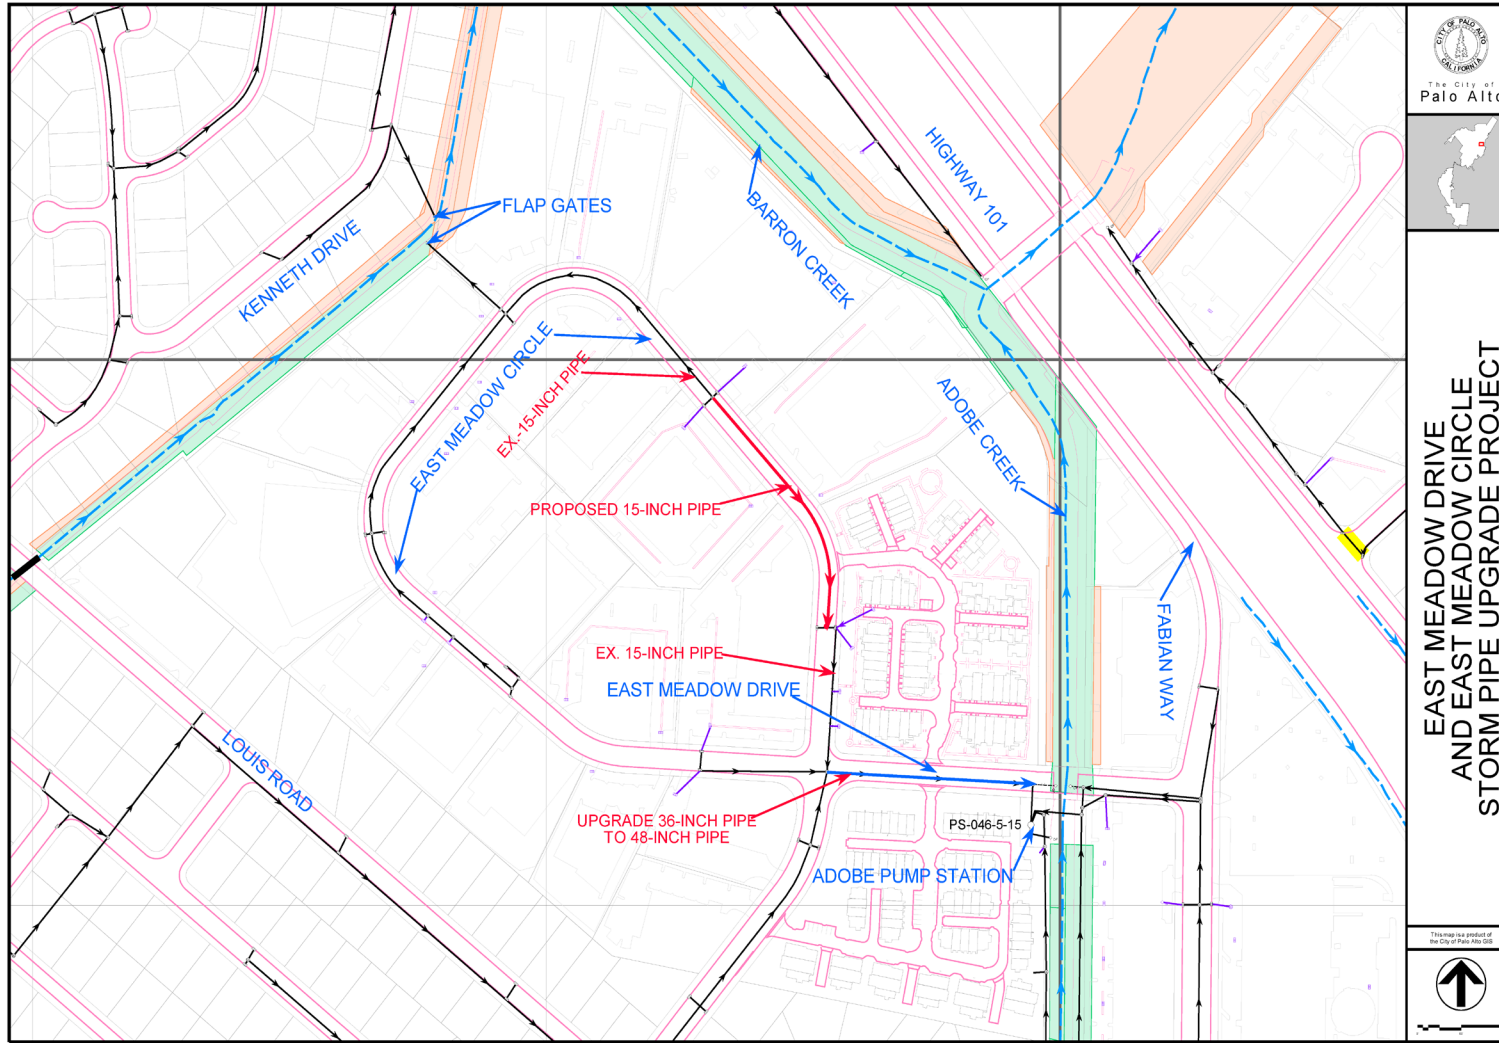 HIGHWAY 101
FLAP GATES
BARRON CREEK
KENNETH DRIVE
EAST MEADOW CIRCLE
EX.-15-INCH PIPE
ADOBE CREEK
PROPOSED 15-INCH PIPE
FABIAN WAY
EX. 15-INCH PIPE
EAST MEADOW DRIVE
LOUIS ROAD
UPGRADE 36-INCH PIPE
TO 48-INCH PIPE
PS-046-5-15
ADOBE PUMP STATION
CITY OF PALO ALTO
CALIFORNIA
The City of
Palo Alto
EAST MEADOW DRIVE
AND EAST MEADOW CIRCLE
STORM PIPE UPGRADE PROJECT
This map is a product of
the City of Palo Alto GIS